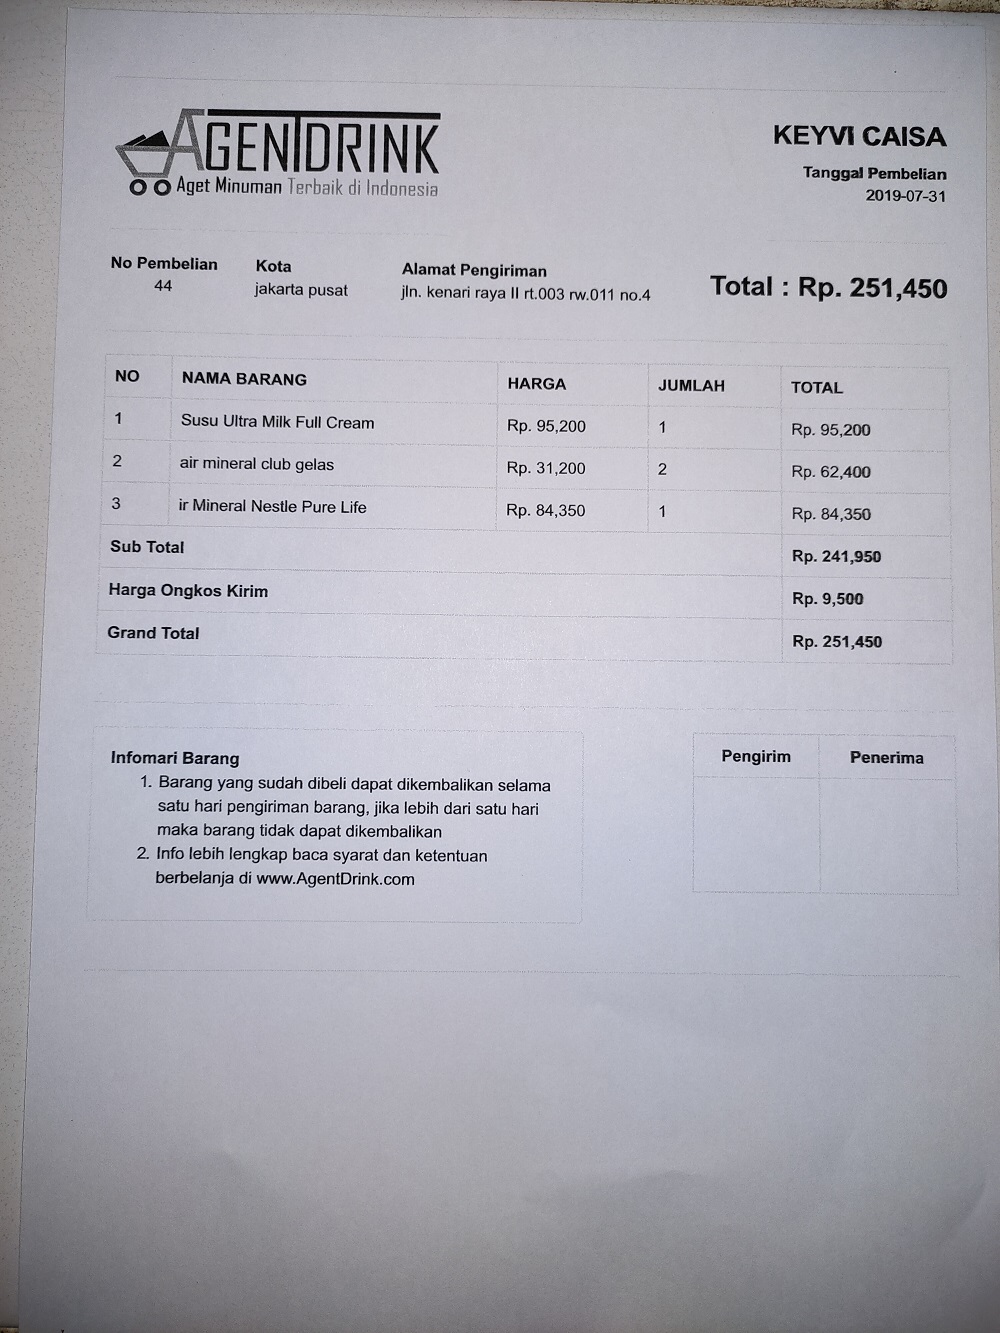 AGENTDRINK
Aget Minuman Terbaik di Indonesia
KEYVI CAISA
Tanggal Pembelian
2019-07-31
No Pembelian Kota Alamat Pengiriman
44 jakarta pusat jln. kenari raya II rt.003 rw.011 no.4
Total : Rp. 251,450
NO NAMA BARANG HARGA JUMLAH TOTAL
1 Susu Ultra Milk Full Cream Rp. 95,200 1 Rp. 95,200
2 air mineral club gelas Rp. 31,200 2 Rp. 62,400
3 ir Mineral Nestle Pure Life Rp. 84,350 1 Rp. 84,350
Sub Total Rp. 241,950
Harga Ongkos Kirim Rp. 9,500
Grand Total Rp. 251,450
Infomari Barang
1. Barang yang sudah dibeli dapat dikembalikan selama
satu hari pengiriman barang, jika lebih dari satu hari
maka barang tidak dapat dikembalikan
2. Info lebih lengkap baca syarat dan ketentuan
berbelanja di www.AgentDrink.com
Pengirim Penerima